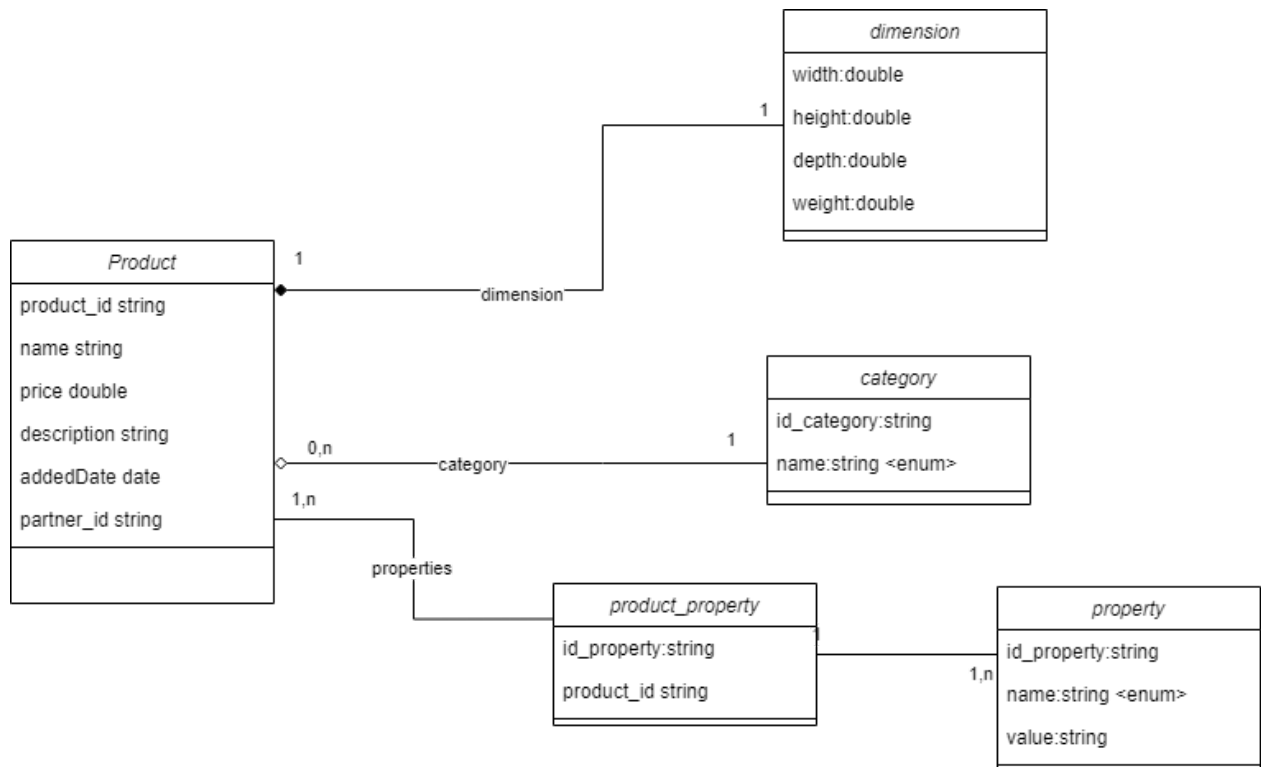 dimension
width:double
height:double
depth:double
weight:double
1
Product
product_id string
name string
price double
description string
addedDate date
partner_id string
1
dimension
category
id_category:string
name:string <enum>
0,n
category
1
1,n
properties
product_property
id_property:string
product_id string
1
1,n
property
id_property:string
name:string <enum>
value:string